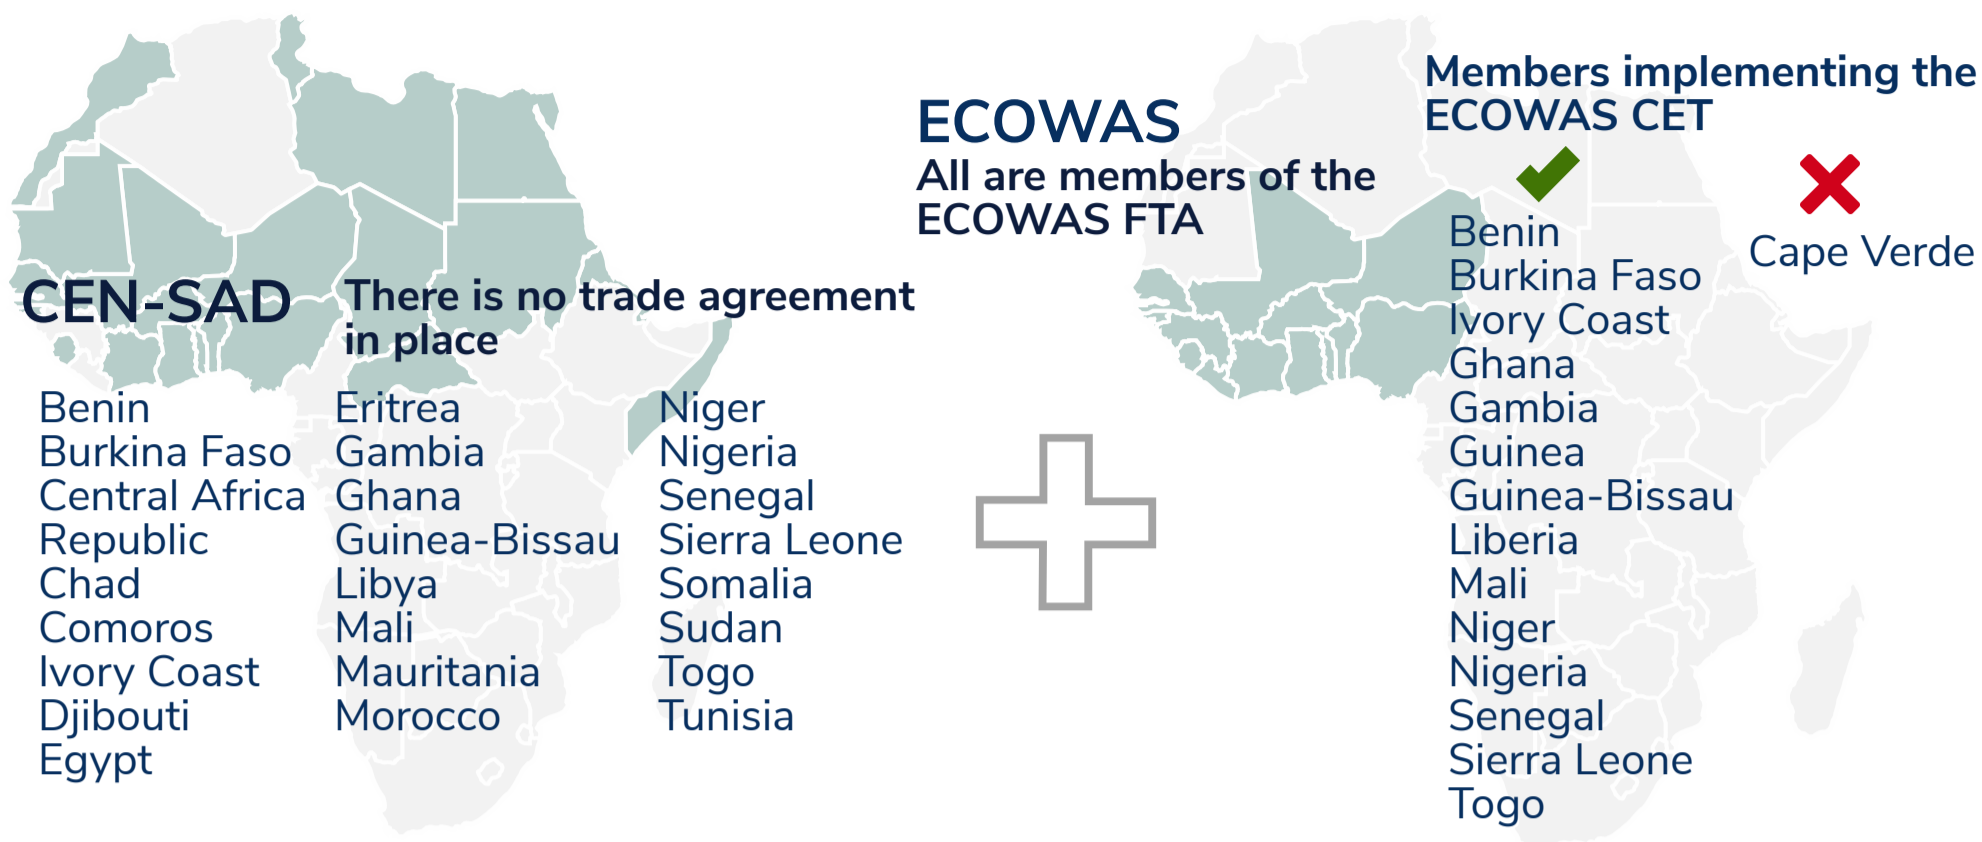 CEN-SAD
There is no trade agreement
in place
Benin
Burkina Faso
Central Africa
Republic
Chad
Comoros
Ivory Coast
Djibouti
Egypt
Eritrea
Gambia
Ghana
Guinea-Bissau
Libya
Mali
Mauritania
Morocco
Niger
Nigeria
Senegal
Sierra Leone
Somalia
Sudan
Togo
Tunisia
ECOWAS
All are members of the
ECOWAS FTA
Members implementing the
ECOWAS CET
Benin
Burkina Faso
Ivory Coast
Ghana
Gambia
Guinea
Guinea-Bissau
Liberia
Mali
Niger
Nigeria
Senegal
Sierra Leone
Togo
Cape Verde